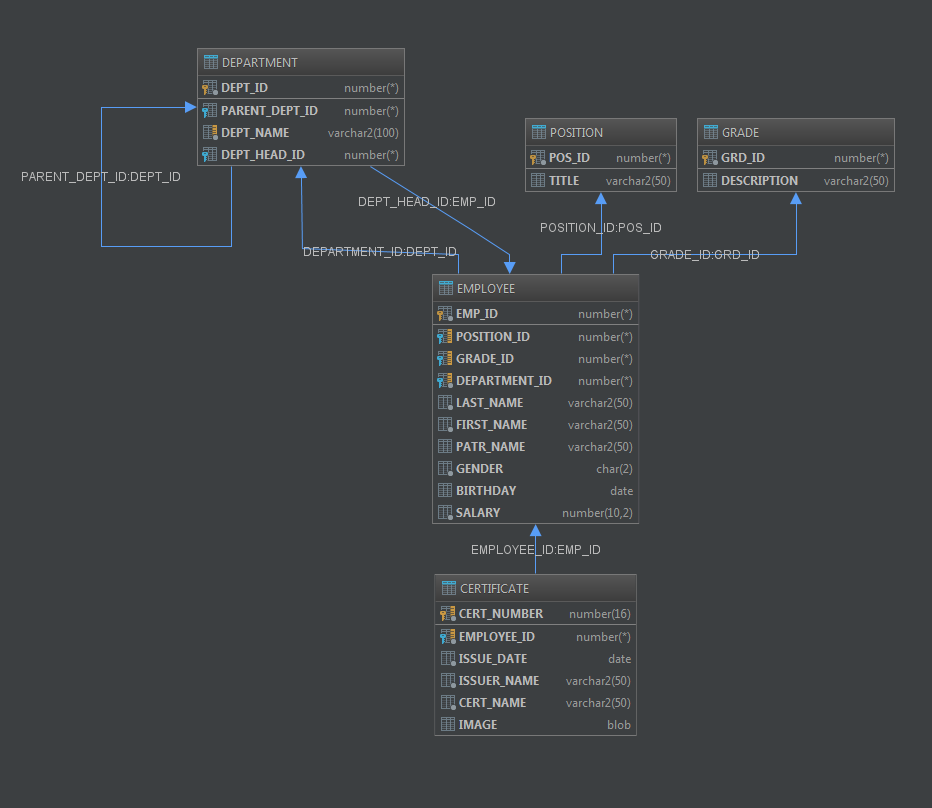 DEPARTMENT
DEPT_ID number(*)
PARENT_DEPT_ID number(*)
DEPT_NAME varchar2(100)
DEPT_HEAD_ID number(*)
PARENT_DEPT_ID:DEPT_ID
POSITION
POS_ID number(*)
TITLE varchar2(50)
GRADE
GRD_ID number(*)
DESCRIPTION varchar2(50)
DEPT_HEAD_ID:EMP_ID
POSITION_ID:POS_ID
DEPARTMENT_ID:DEPT_ID
GRADE_ID:GRD_ID
EMPLOYEE
EMP_ID number(*)
POSITION_ID number(*)
GRADE_ID number(*)
DEPARTMENT_ID number(*)
LAST_NAME varchar2(50)
FIRST_NAME varchar2(50)
PATR_NAME varchar2(50)
GENDER char(2)
BIRTHDAY date
SALARY number(10,2)
EMPLOYEE_ID:EMP_ID
CERTIFICATE
CERT_NUMBER number(16)
EMPLOYEE_ID number(*)
ISSUE_DATE date
ISSUER_NAME varchar2(50)
CERT_NAME varchar2(50)
IMAGE blob